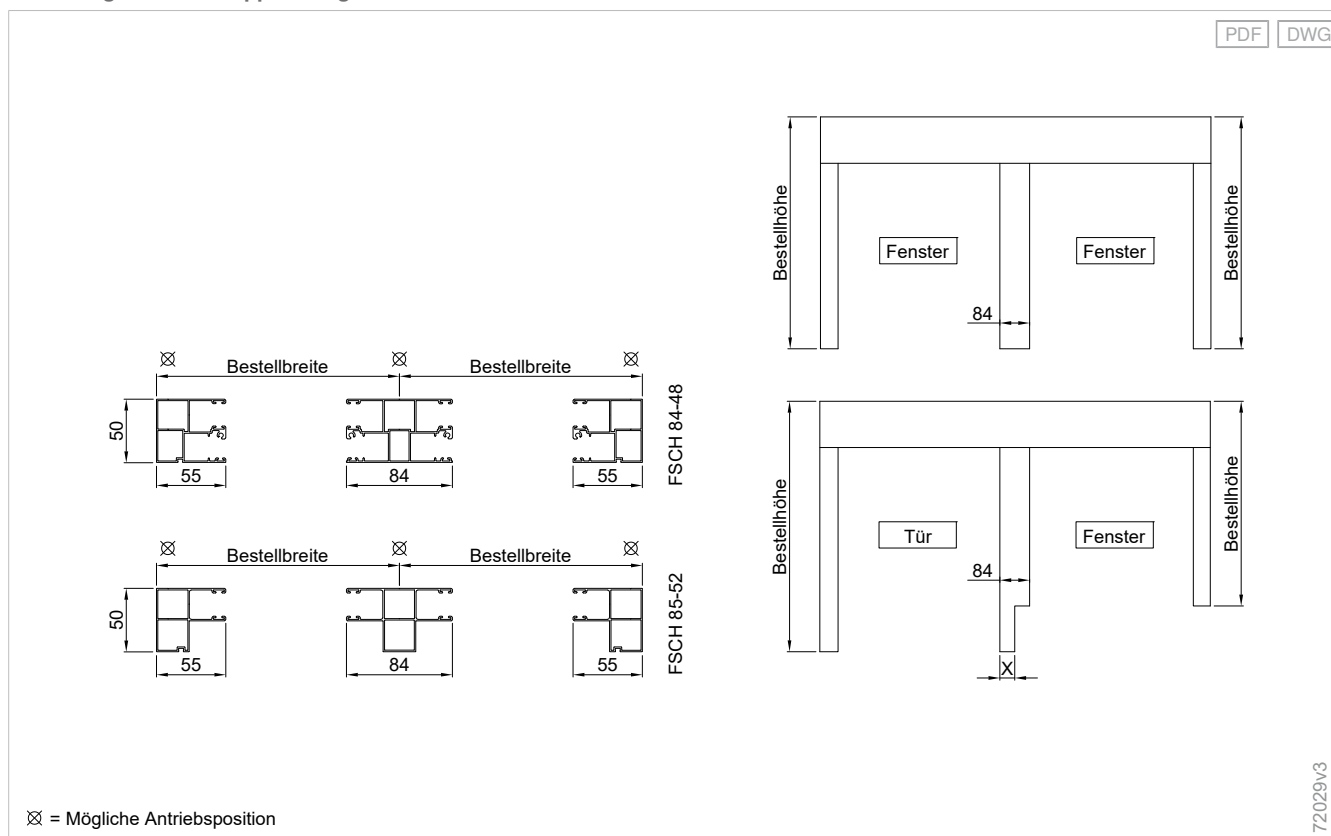 PDF DWG
Bestellhöhe
Bestellhöhe
Fenster
Fenster
84
Bestellbreite
Bestellbreite
50
55
84
55
FSCH 84-48
Bestellhöhe
Bestellhöhe
Tür
Fenster
84
X
Bestellbreite
Bestellbreite
50
55
84
55
FSCH 85-52
= Mögliche Antriebsposition
72029v3